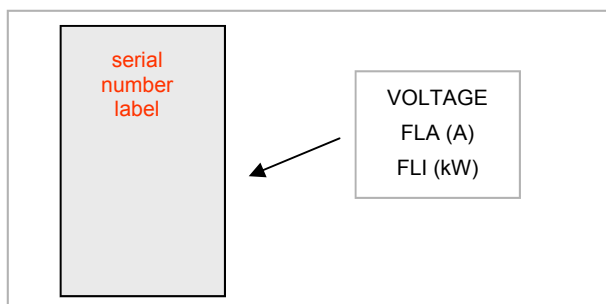 serial
number
label
VOLTAGE
FLA (A)
FLI (kW)